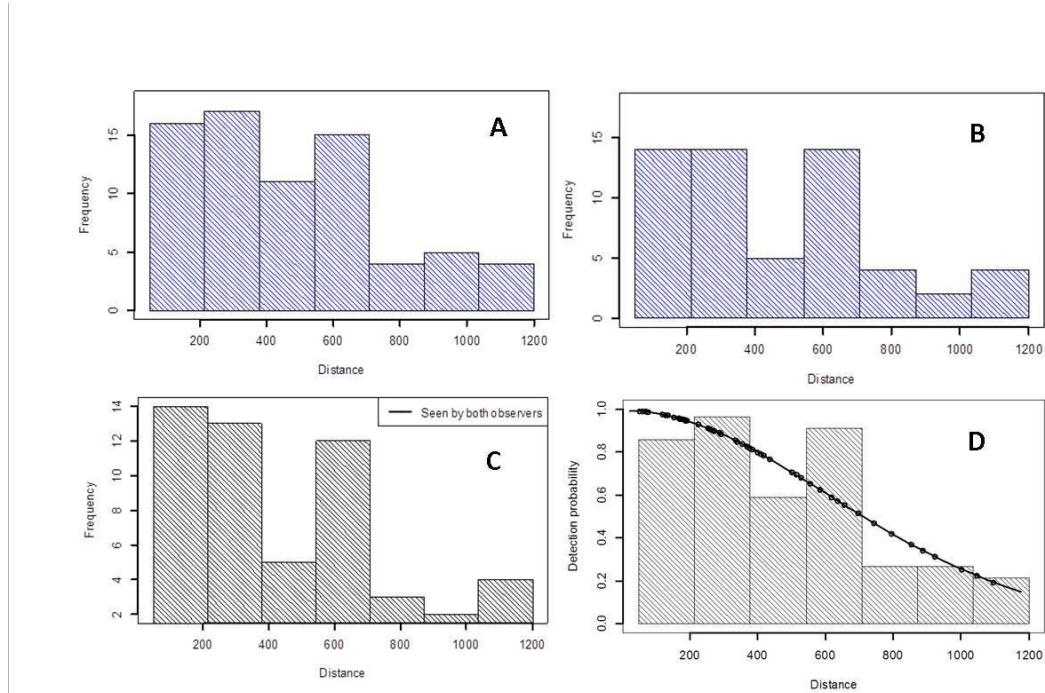 A
Frequency
15
10
5
0
200 400 600 800 1000 1200
Distance
B
Frequency
15
10
5
0
200 400 600 800 1000 1200
Distance
Seen by both observers
C
Frequency
14
12
10
8
6
4
2
200 400 600 800 1000 1200
Distance
D
Detection probability
1.0
0.8
0.6
0.4
0.2
0.0
200 400 600 800 1000 1200
Distance